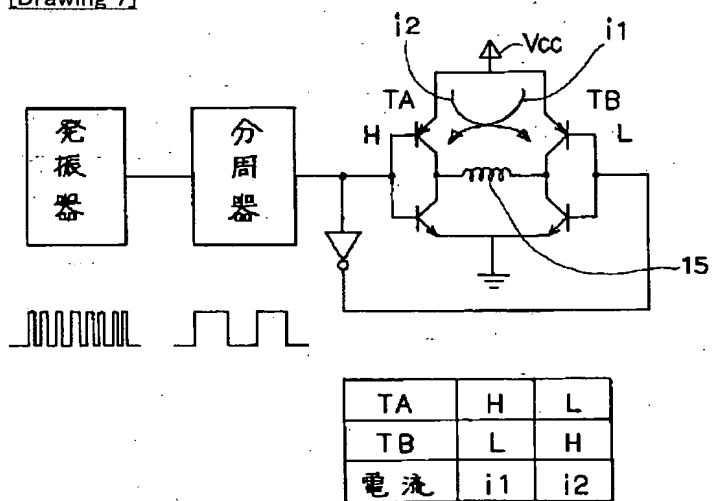 [Drawing 7]
i2
Vcc
i1
TA
TB
H
L
発振器
分周器
15
TA H L
TB L H
電流 i1 i2